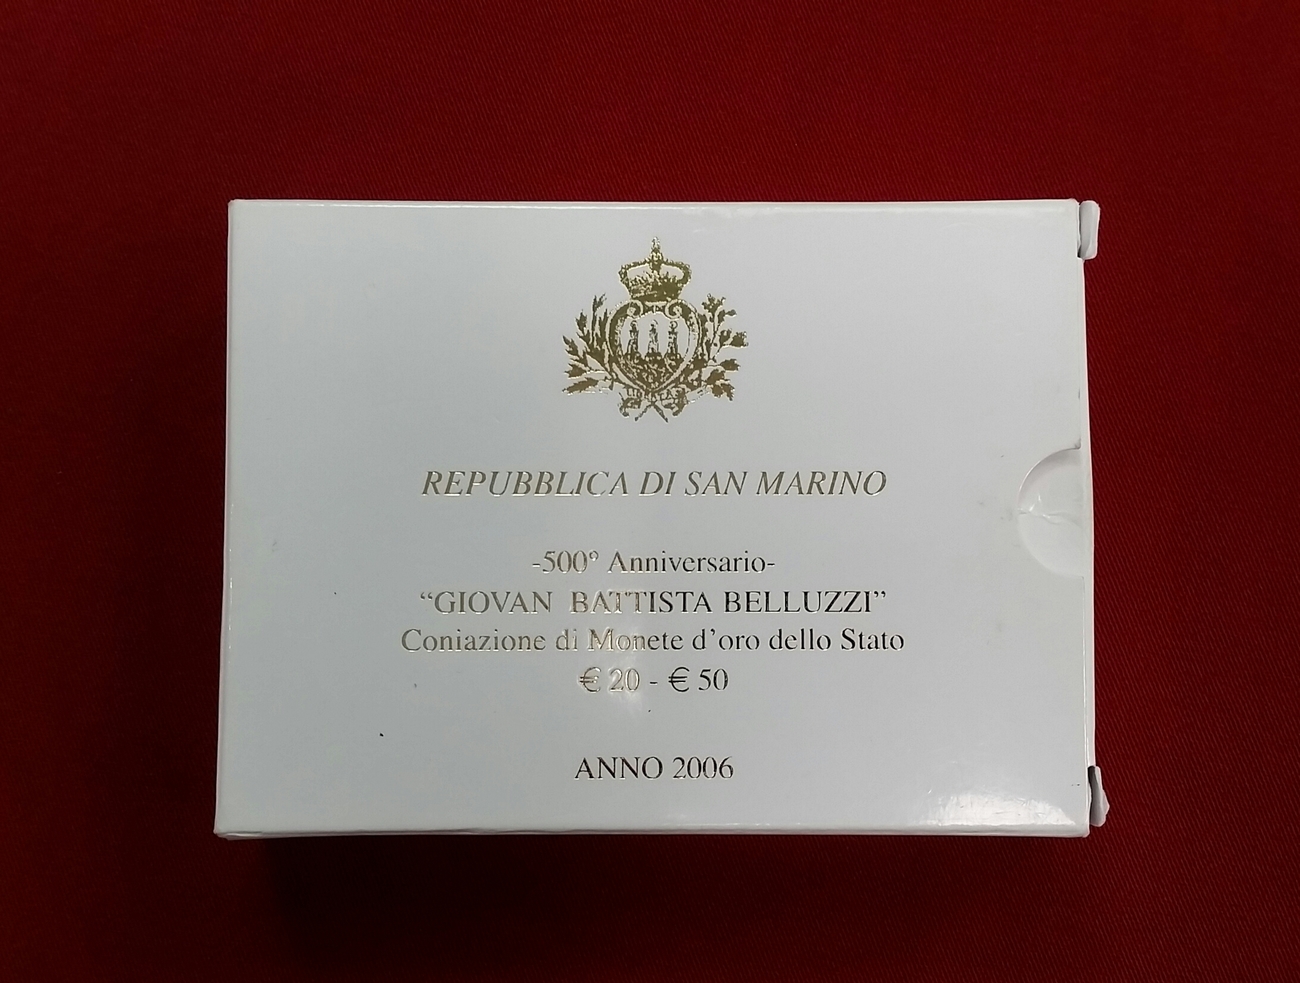 REPUBBLICA DI SAN MARINO
-500° Anniversario-
“GIOVAN BATTISTA BELLUZZI”
Coniazione di Monete d’oro dello Stato
€ 20 - € 50
ANNO 2006